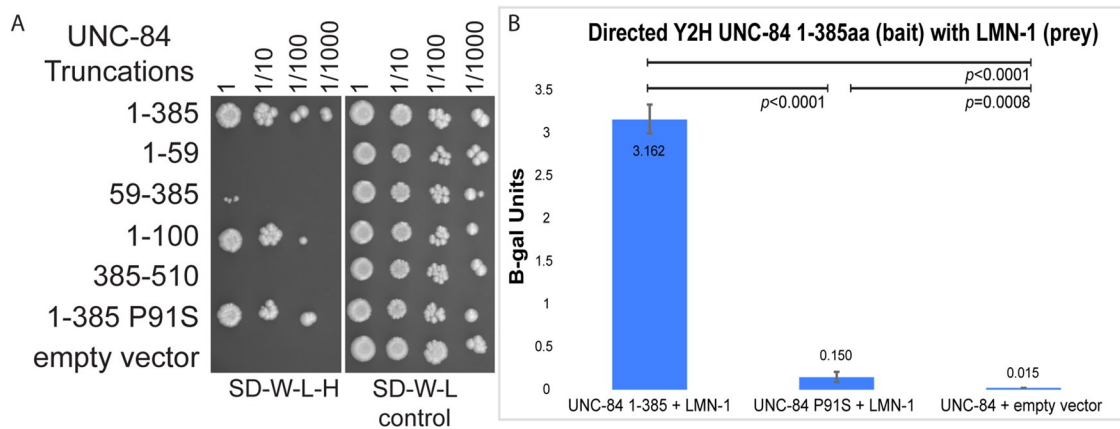 A
UNC-84
Truncations
1 1/10 1/100 1/1000 1 1/10 1/100 1/1000
1-385
1-59
59-385
1-100
385-510
1-385 P91S
empty vector
SD-W-L-H SD-W-L
control
B
Directed Y2H UNC-84 1-385aa (bait) with LMN-1 (prey)
p<0.0001
p<0.0001 p=0.0008
B-gal Units
3.5
3
2.5
2
1.5
1
0.5
0
3.162
0.150
0.015
UNC-84 1-385 + LMN-1 UNC-84 P91S + LMN-1 UNC-84 + empty vector